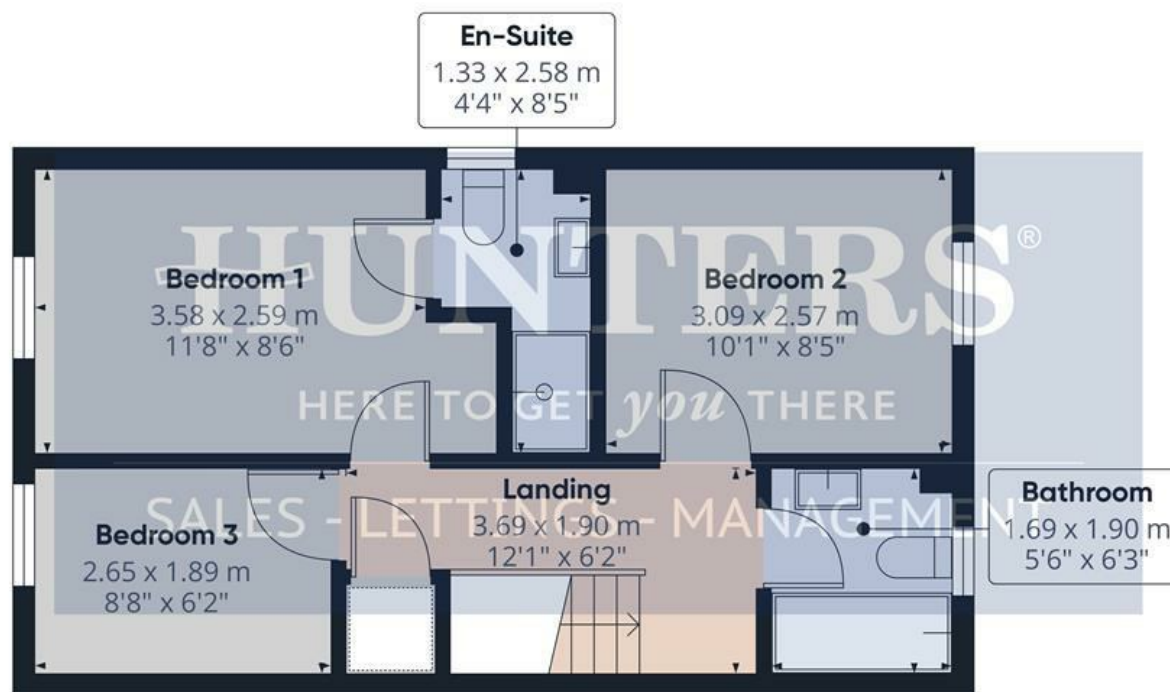 En-Suite
1.33 x 2.58 m
4'4" x 8'5"
HUNTERS®
HERE TO GET you THERE
SALES - LETTINGS - MANAGEMENT
Bedroom 1
3.58 x 2.59 m
11'8" x 8'6"
Bedroom 2
3.09 x 2.57 m
10'1" x 8'5"
Landing
3.69 x 1.90 m
12'1" x 6'2"
Bedroom 3
2.65 x 1.89 m
8'8" x 6'2"
Bathroom
1.69 x 1.90 m
5'6" x 6'3"